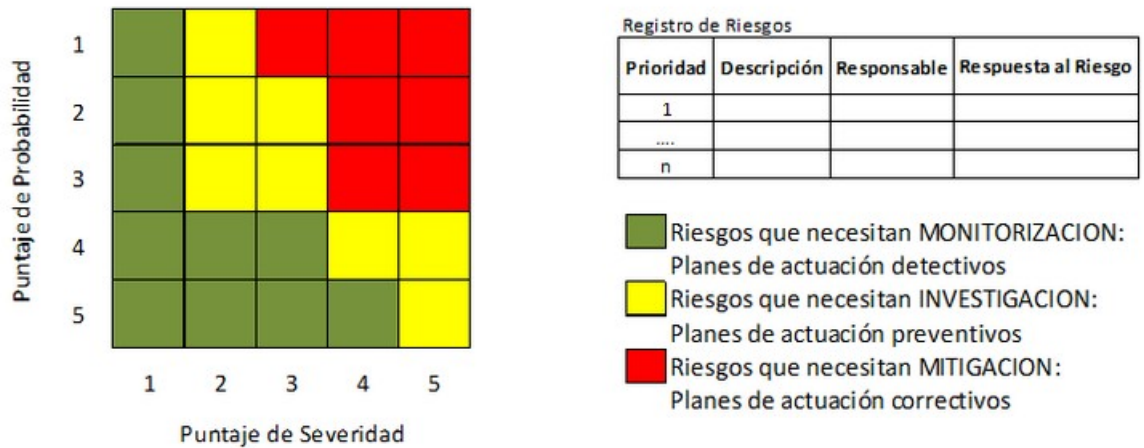 Puntaje de Probabilidad
1
2
3
4
5
1 2 3 4 5
Puntaje de Severidad
Registro de Riesgos
Prioridad Descripción Responsable Respuesta al Riesgo
1
....
n
Riesgos que necesitan MONITORIZACION:
Planes de actuación detectivos
Riesgos que necesitan INVESTIGACION:
Planes de actuación preventivos
Riesgos que necesitan MITIGACION:
Planes de actuación correctivos